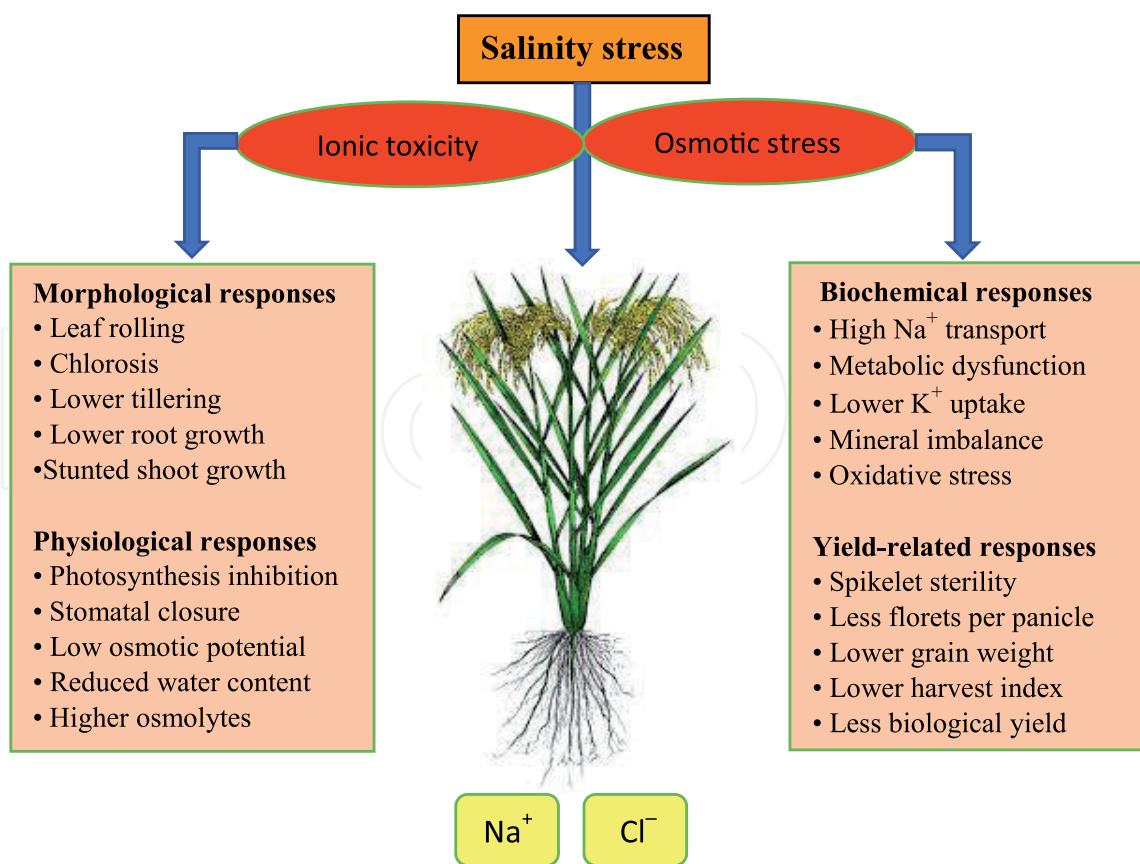 Salinity stress
Ionic toxicity
Osmotic stress
Morphological responses
• Leaf rolling
• Chlorosis
• Lower tillering
• Lower root growth
•Stunted shoot growth
Physiological responses
• Photosynthesis inhibition
• Stomatal closure
• Low osmotic potential
• Reduced water content
• Higher osmolytes
Biochemical responses
• High Na⁺ transport
• Metabolic dysfunction
• Lower K⁺ uptake
• Mineral imbalance
• Oxidative stress
Yield-related responses
• Spikelet sterility
• Less florets per panicle
• Lower grain weight
• Lower harvest index
• Less biological yield
Na⁺
Cl⁻